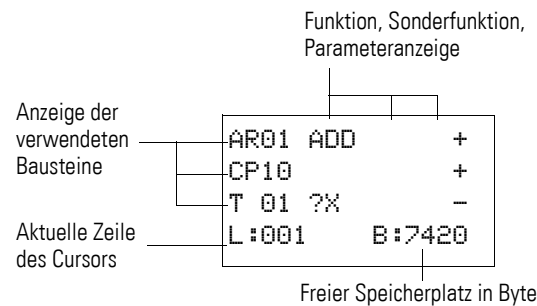 Funktion, Sonderfunktion,
Parameteranzeige
Anzeige der
verwendeten
Bausteine
AR01 ADD +
CP10 +
T 01 ?X -
L:001 B:7420
Aktuelle Zeile
des Cursors
Freier Speicherplatz in Byte